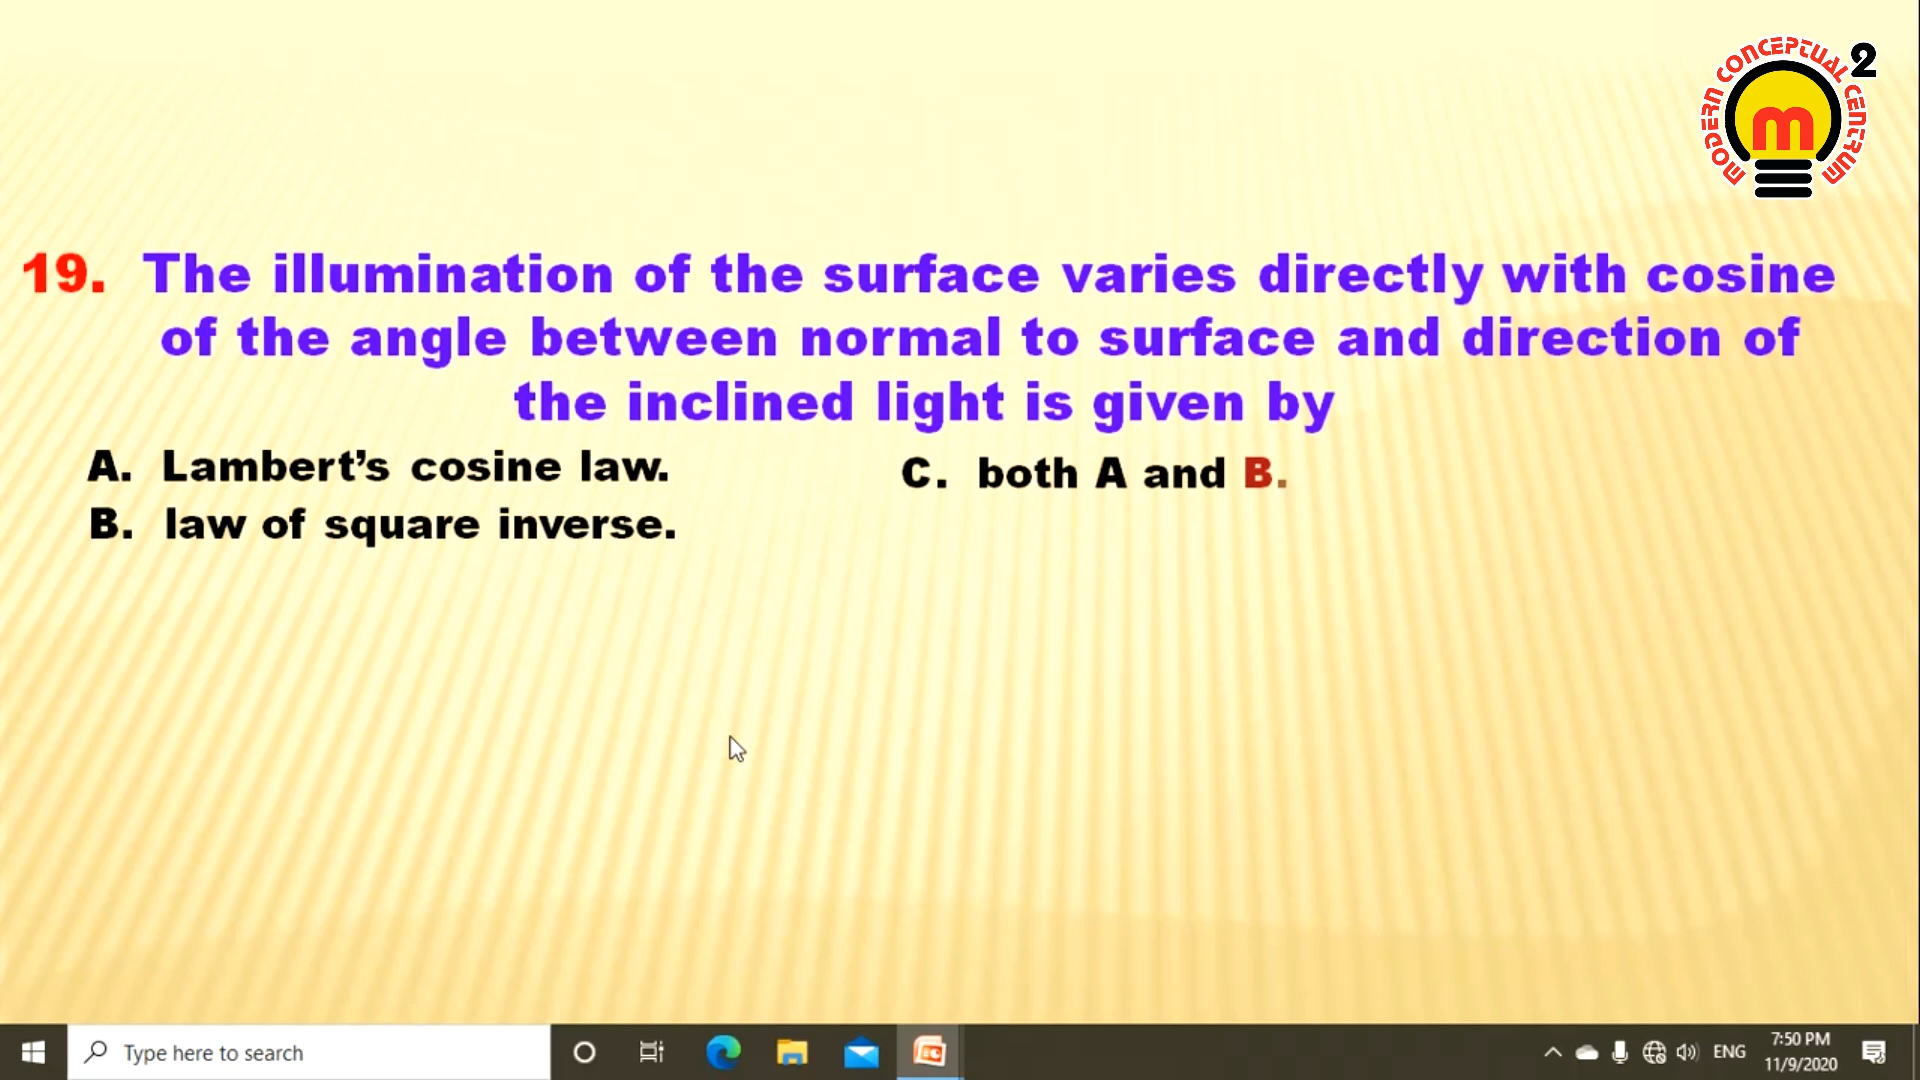 MODERN CONCEPTUAL CENTRUM
2
m
19. The illumination of the surface varies directly with cosine
of the angle between normal to surface and direction of
the inclined light is given by
A. Lambert’s cosine law.
C. both A and B.
B. law of square inverse.
Type here to search
ENG
7:50 PM
11/9/2020